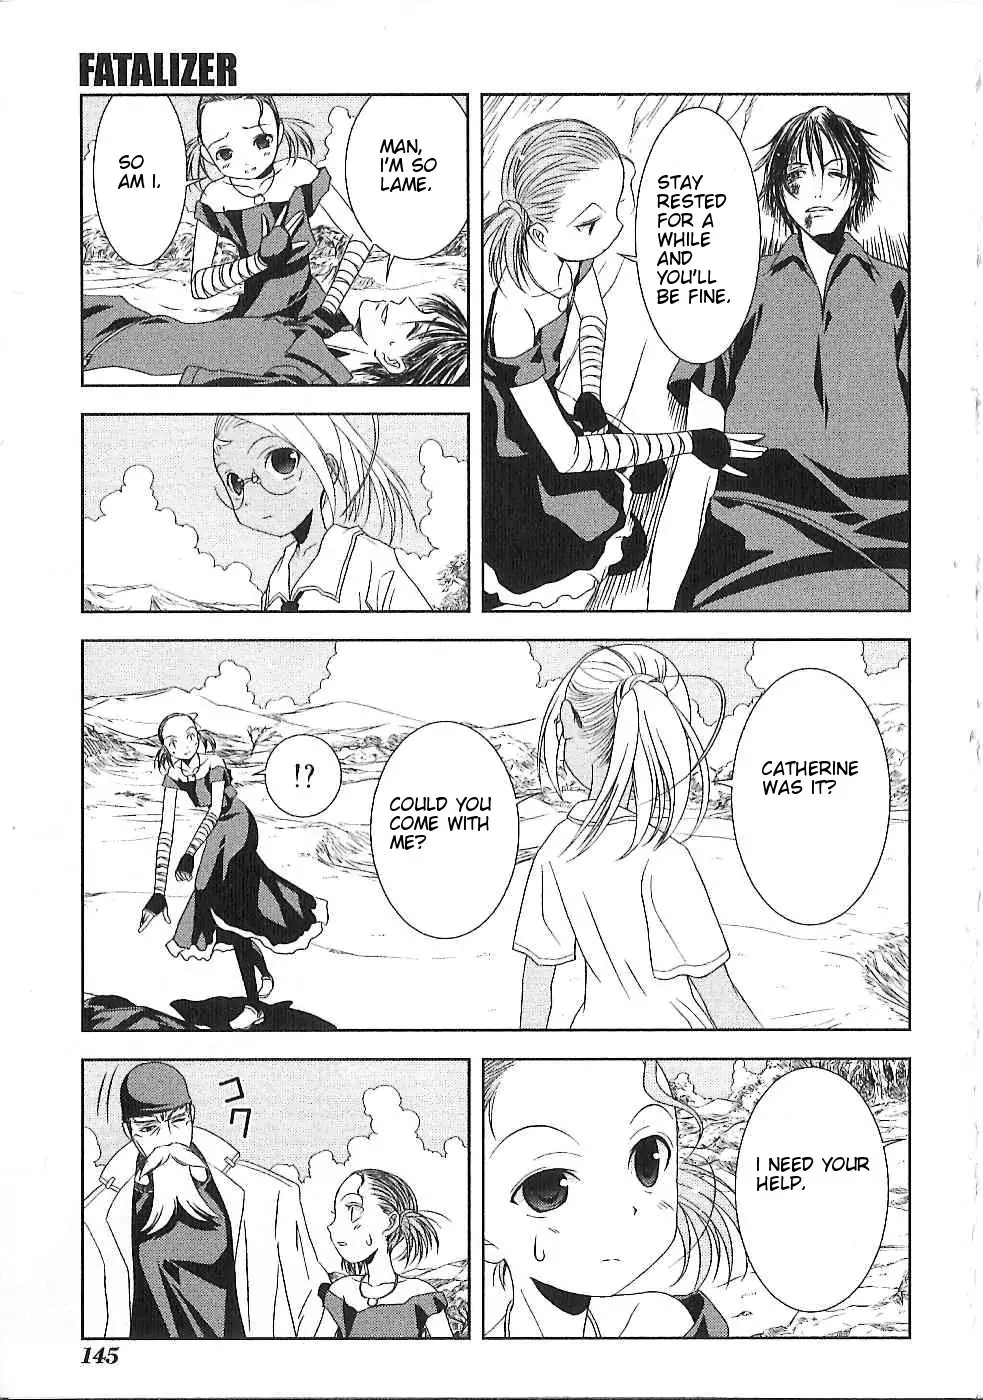 FATALIZER
STAY
RESTED
FOR A
WHILE
AND
YOU'LL
BE FINE.
MAN,
I'M SO
LAME.
SO
AM I.
CATHERINE
WAS IT?
COULD YOU
COME WITH
ME?
!?
I NEED YOUR
HELP.
コク
145